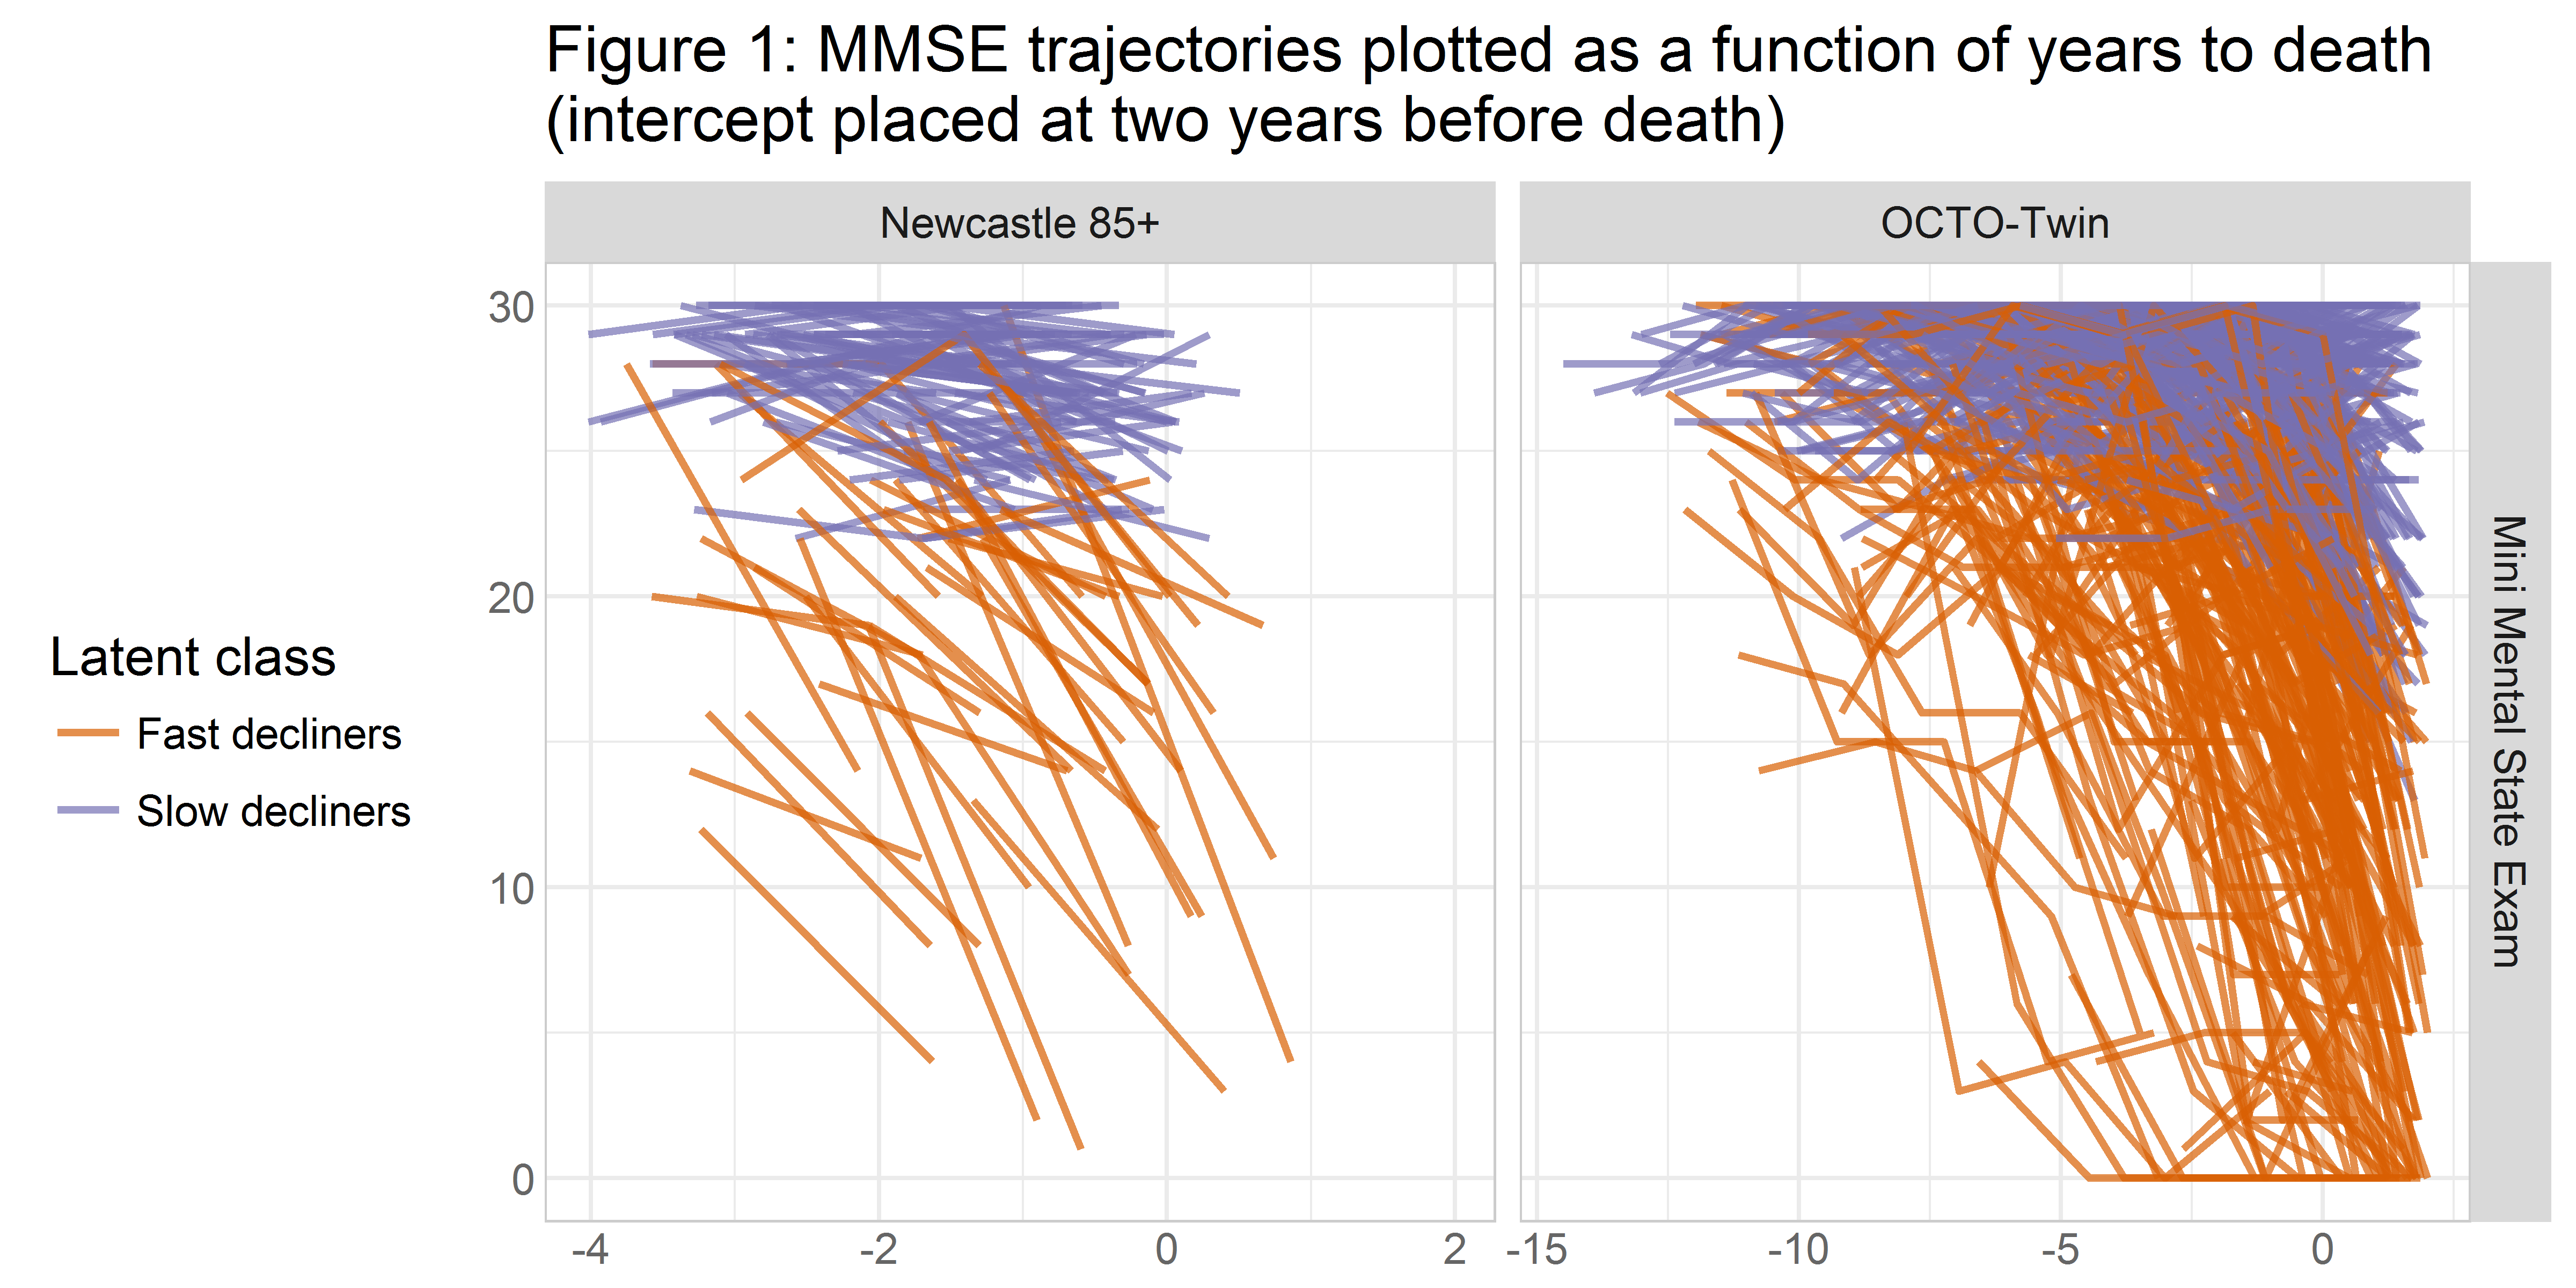 Figure 1: MMSE trajectories plotted as a function of years to death
(intercept placed at two years before death)
Newcastle 85+
OCTO-Twin
30
20
10
0
Mini Mental State Exam
Latent class
Fast decliners
Slow decliners
-4
-2
0
2
-15
-10
-5
0